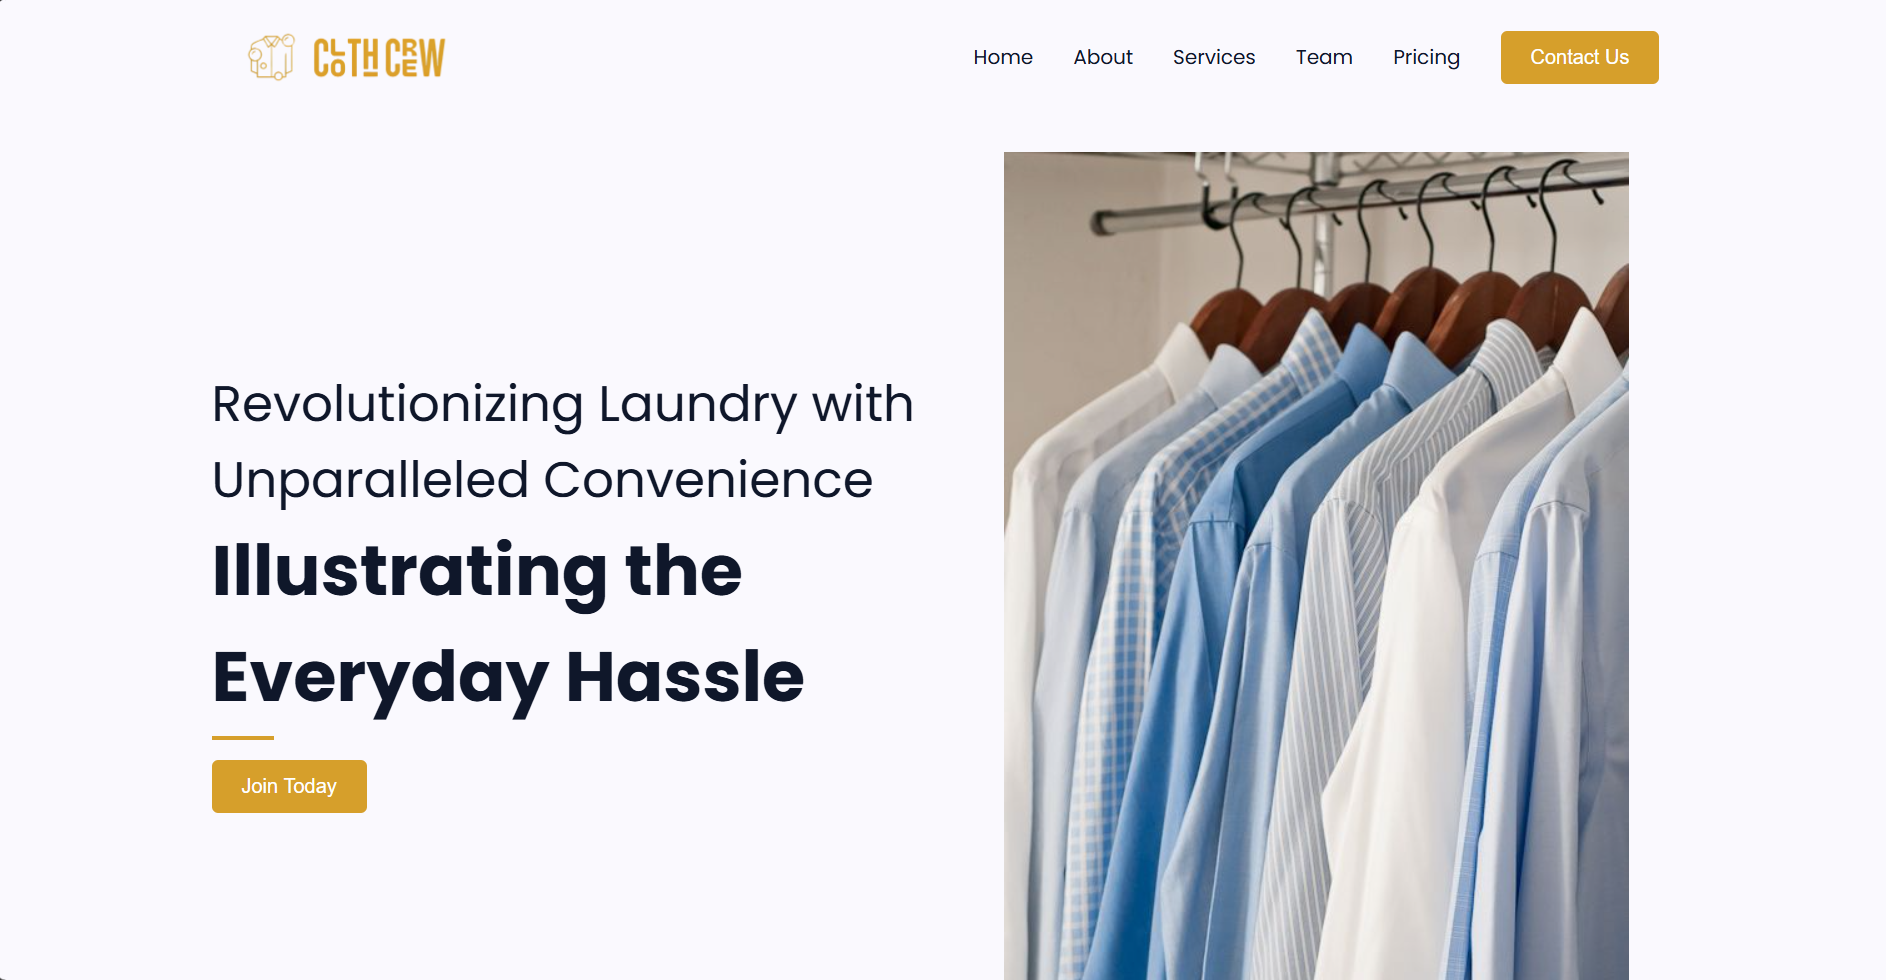 CLOTH CREW
Home About Services Team Pricing Contact Us
Revolutionizing Laundry with
Unparalleled Convenience
Illustrating the
Everyday Hassle
Join Today